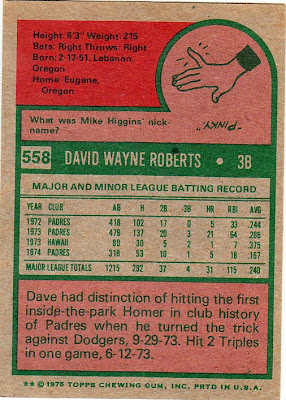 Height: 6'3" Weight: 215
Bats: Right Throws: Right
Born: 2-17-51, Lebanon,
Oregon
Home Eugene,
Oregon
"PINKY"
What was Mike Higgins' nick-
name?
558 DAVID WAYNE ROBERTS • 3B
MAJOR AND MINOR LEAGUE BATTING RECORD
YEAR CLUB AB H 2B 3B HR RBI AVG
1972 PADRES 418 102 17 0 5 33 .244
1973 PADRES 479 137 20 3 21 64 .286
1973 HAWAII 80 30 5 2 1 7 .375
1974 PADRES 318 53 10 1 5 18 .167
MAJOR LEAGUE TOTALS 1215 292 37 4 31 115 .240
Dave had distinction of hitting the first
inside-the-park Homer in club history
of Padres when he turned the trick
against Dodgers, 9-29-73. Hit 2 Triples
in one game, 6-12-73.
** © 1975 TOPPS CHEWING GUM, INC. PRTD IN U.S.A.